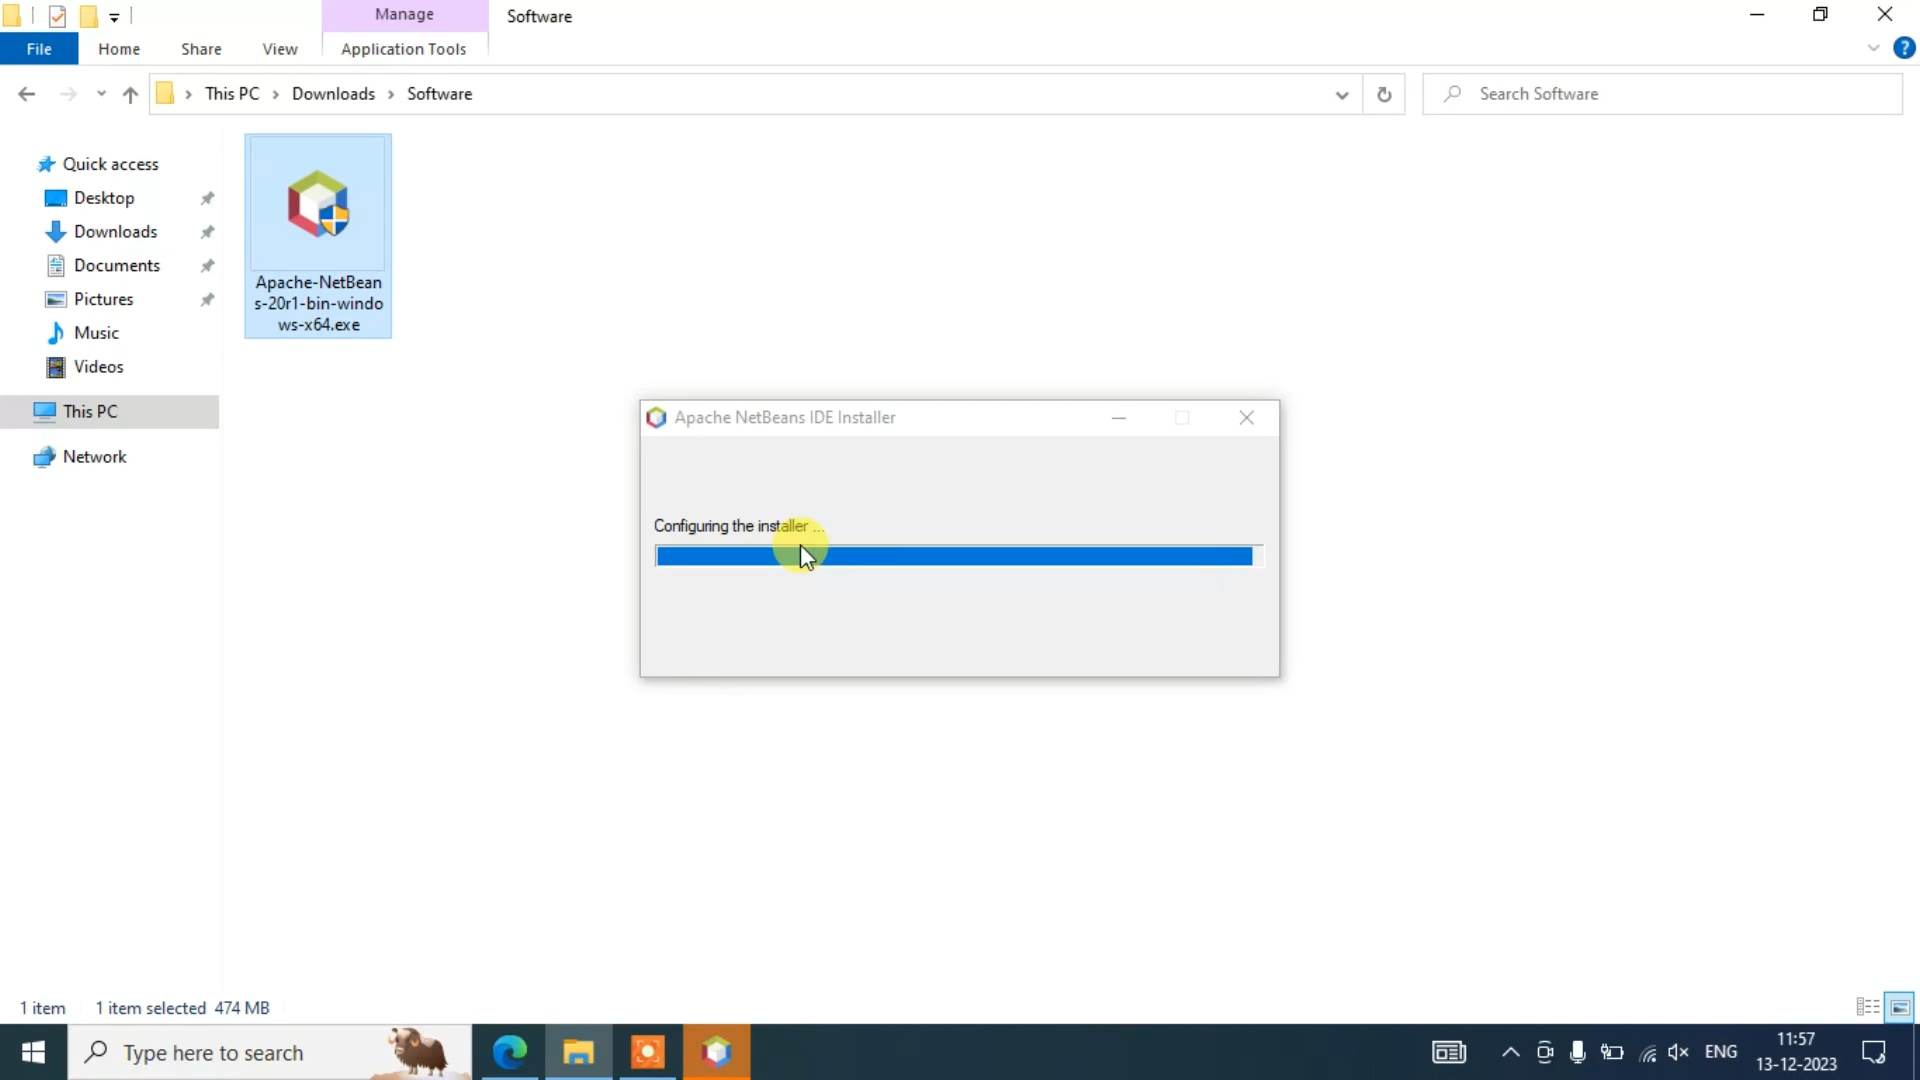 Manage
Software
File
Home
Share
View
Application Tools
This PC
Downloads
Software
Search Software
Quick access
Desktop
Downloads
Documents
Pictures
Music
Videos
This PC
Network
Apache-NetBean
s-20r1-bin-windo
ws-x64.exe
Apache NetBeans IDE Installer
Configuring the installer ...
1 item
1 item selected 474 MB
Type here to search
ENG
11:57
13-12-2023